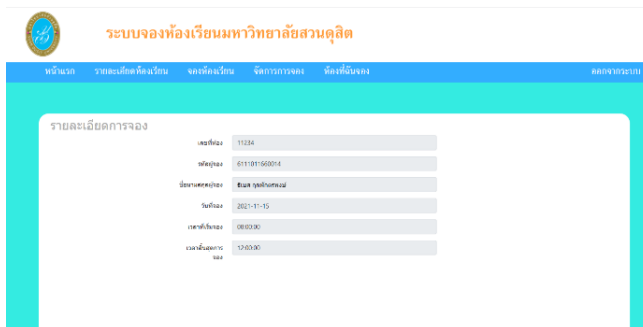 ระบบจองห้องเรียนมหาวิทยาลัยสวนดุสิต
หน้าแรก รายละเอียดห้องเรียน จองห้องเรียน จัดการการจอง ห้องที่ฉันจอง ออกจากระบบ
รายละเอียดการจอง
เลขที่จอง 11234
รหัสผู้จอง 6111011660014
ชื่อนามสกุลผู้จอง
วันที่จอง 2021-11-15
เวลาที่เริ่มจอง 08:00:00
เวลาสิ้นสุดการ 12:00:00
จอง